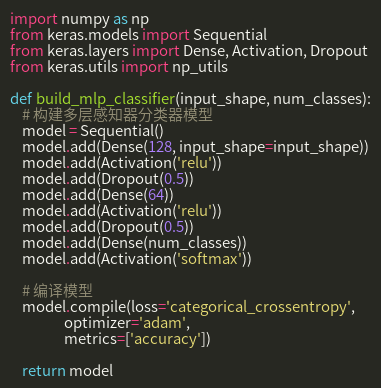 import numpy as np
from keras.models import Sequential
from keras.layers import Dense, Activation, Dropout
from keras.utils import np_utils

def build_mlp_classifier(input_shape, num_classes):
    # 构建多层感知器分类器模型
    model = Sequential()
    model.add(Dense(128, input_shape=input_shape))
    model.add(Activation('relu'))
    model.add(Dropout(0.5))
    model.add(Dense(64))
    model.add(Activation('relu'))
    model.add(Dropout(0.5))
    model.add(Dense(num_classes))
    model.add(Activation('softmax'))

    # 编译模型
    model.compile(loss='categorical_crossentropy',
                  optimizer='adam',
                  metrics=['accuracy'])

    return model